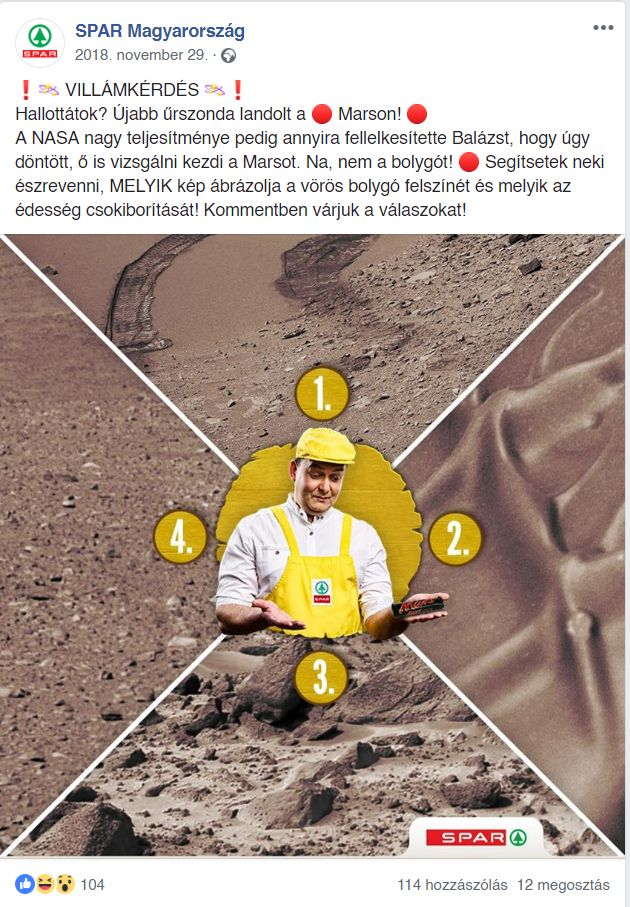 SPAR Magyarország
SPAR
2018. november 29. ·
❗ 💫 VILLÁMKÉRDÉS 💫 ❗
Hallottátok? Újabb űrszonda landolt a 🔴 Marson! 🔴
A NASA nagy teljesítménye pedig annyira fellelkesítette Balázst, hogy úgy
döntött, ő is vizsgálni kezdi a Marsot. Na, nem a bolygót! 🔴 Segítsetek neki
észrevenni, MELYIK kép ábrázolja a vörös bolygó felszínét és melyik az
édesség csokiborítását! Kommentben várjuk a válaszokat!
1.
4.
2.
SPAR
Mars
3.
SPAR
104
114 hozzászólás 12 megosztás